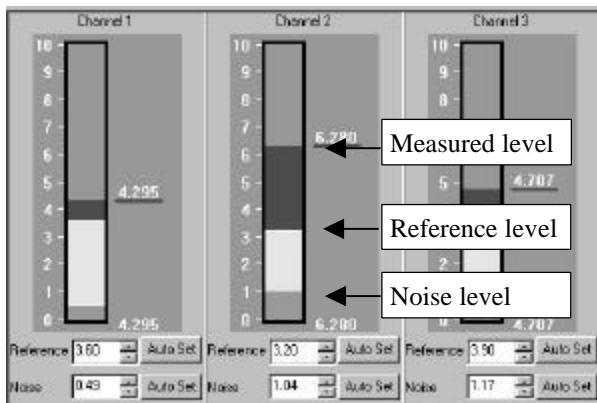 Channel 1
10
9
8
7
6
5
4
3
2
1
0
4.295
4.295
Reference 3.60 Auto Set
Noise 0.49 Auto Set
Channel 2
10
9
8
7
6
5
4
3
2
1
0
6.280
Measured level
Reference level
Noise level
6.280
Reference 3.20 Auto Set
Noise 1.04 Auto Set
Channel 3
10
9
8
5
2
0
4.707
4.707
Reference 3.90 Auto Set
Noise 1.17 Auto Set